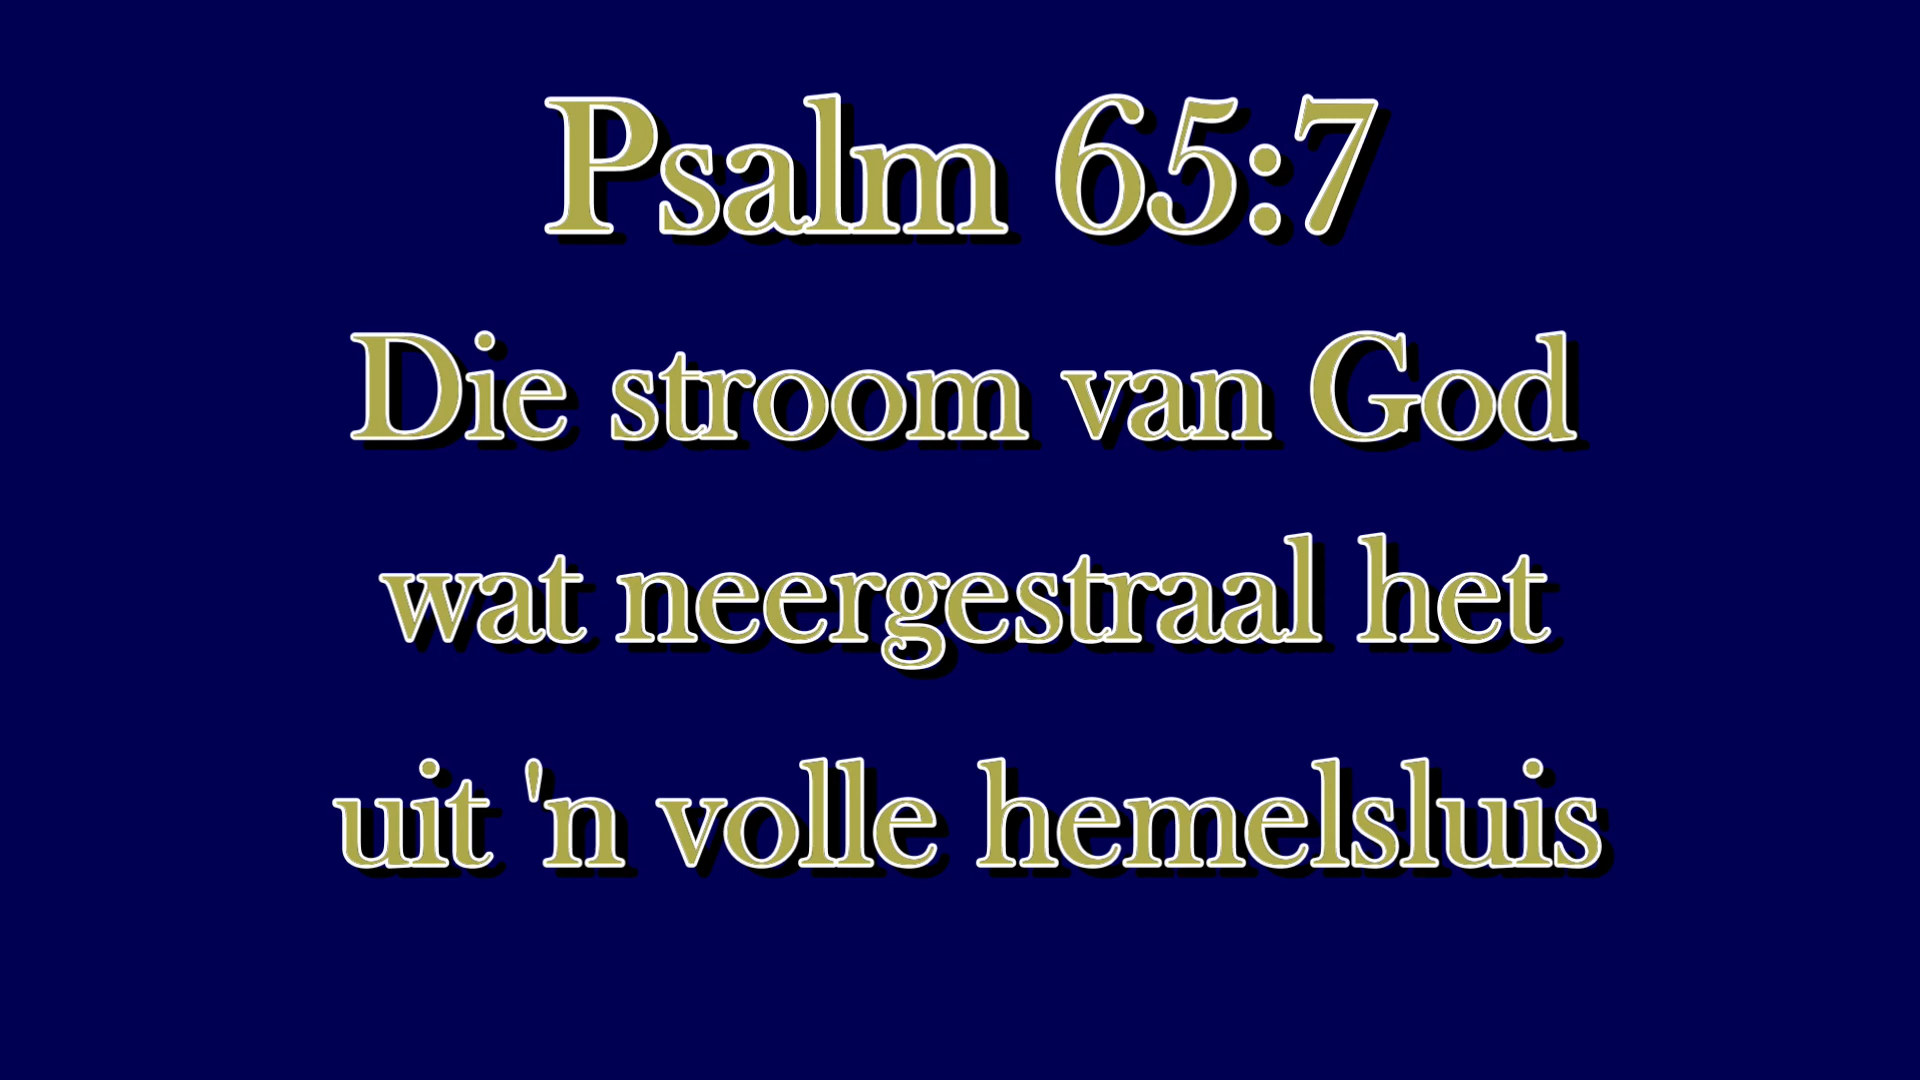 Psalm 65:7
Die stroom van God
wat neergestraal het
uit 'n volle hemelsluis